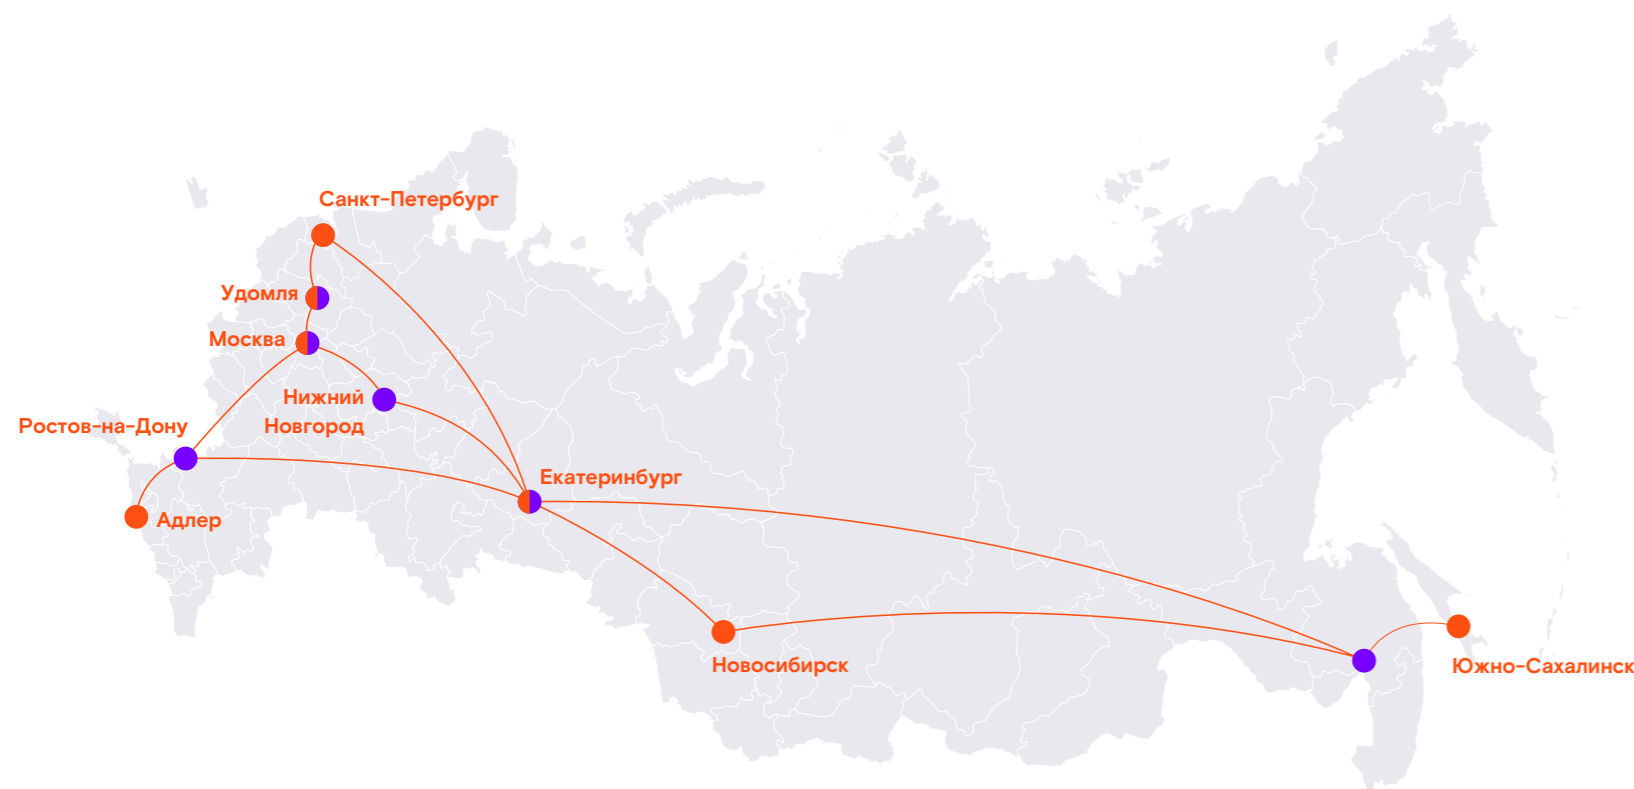 Санкт-Петербург
Удомля
Москва
Нижний
Новгород
Ростов-на-Дону
Екатеринбург
Адлер
Новосибирск
Южно-Сахалинск